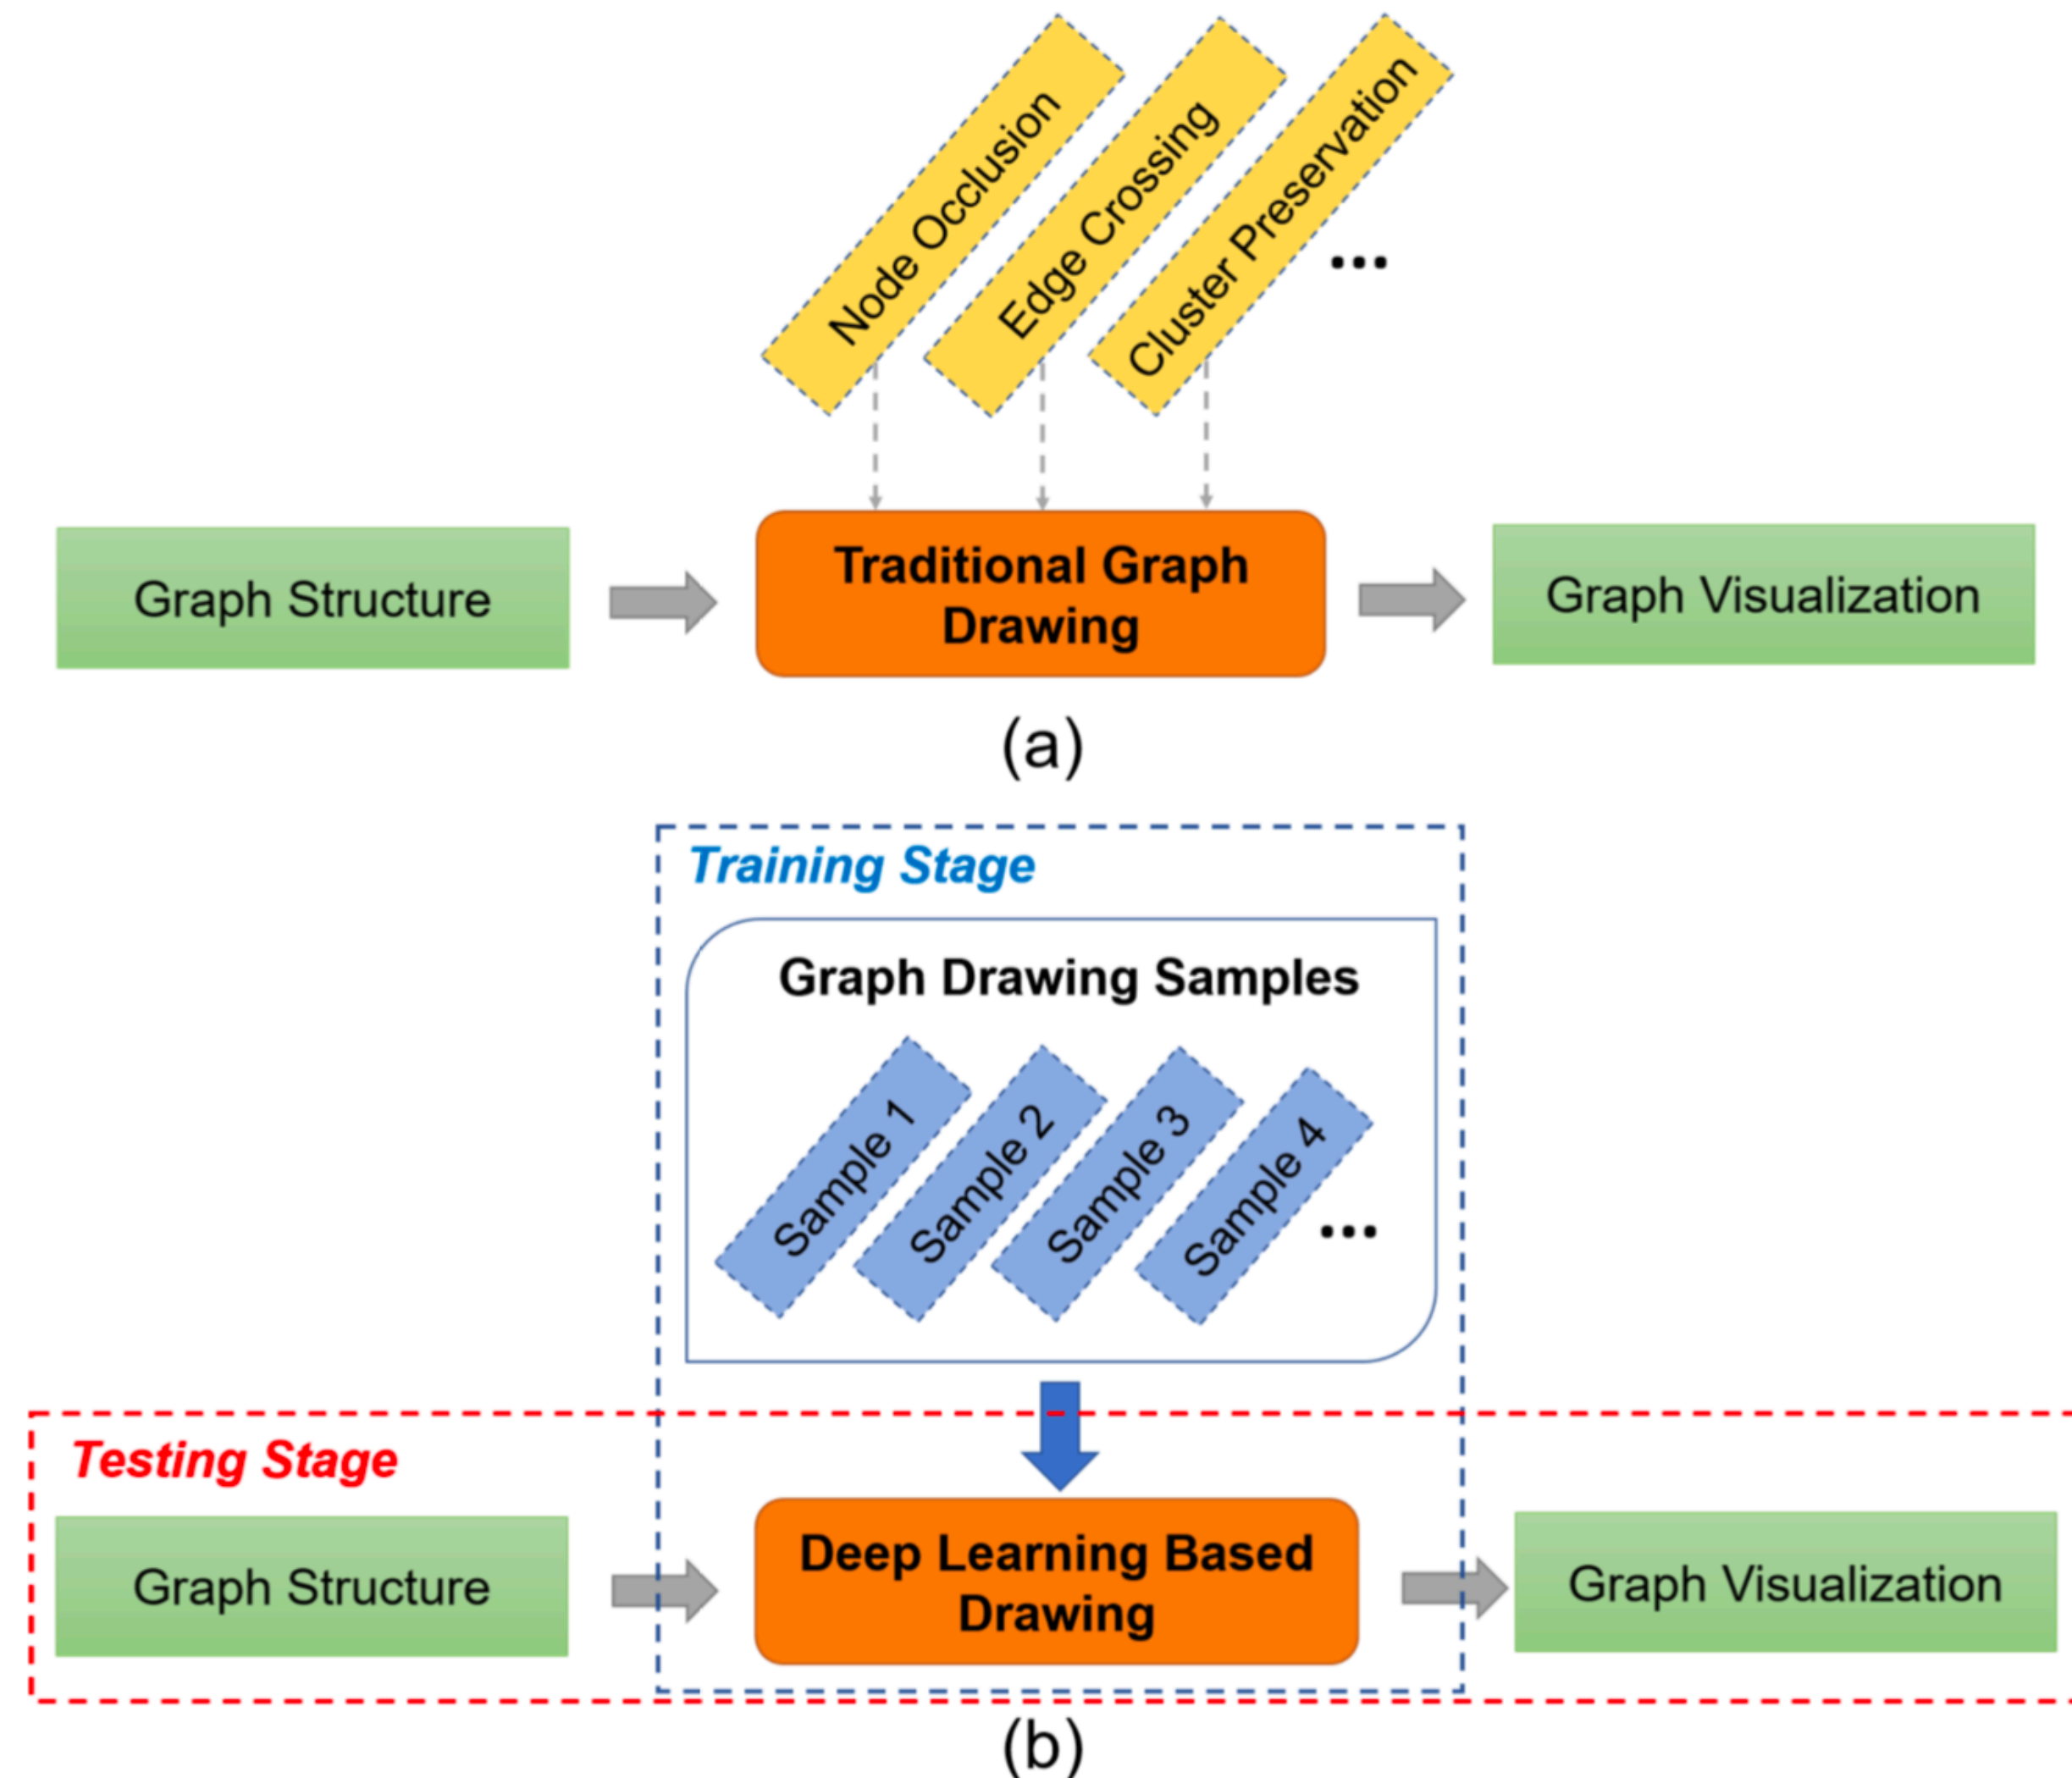 Node Occlusion
Edge Crossing
Cluster Preservation
...
Graph Structure
Traditional Graph
Drawing
Graph Visualization
(a)
Training Stage
Graph Drawing Samples
Sample 1
Sample 2
Sample 3
Sample 4
...
Testing Stage
Graph Structure
Deep Learning Based
Drawing
Graph Visualization
(b)